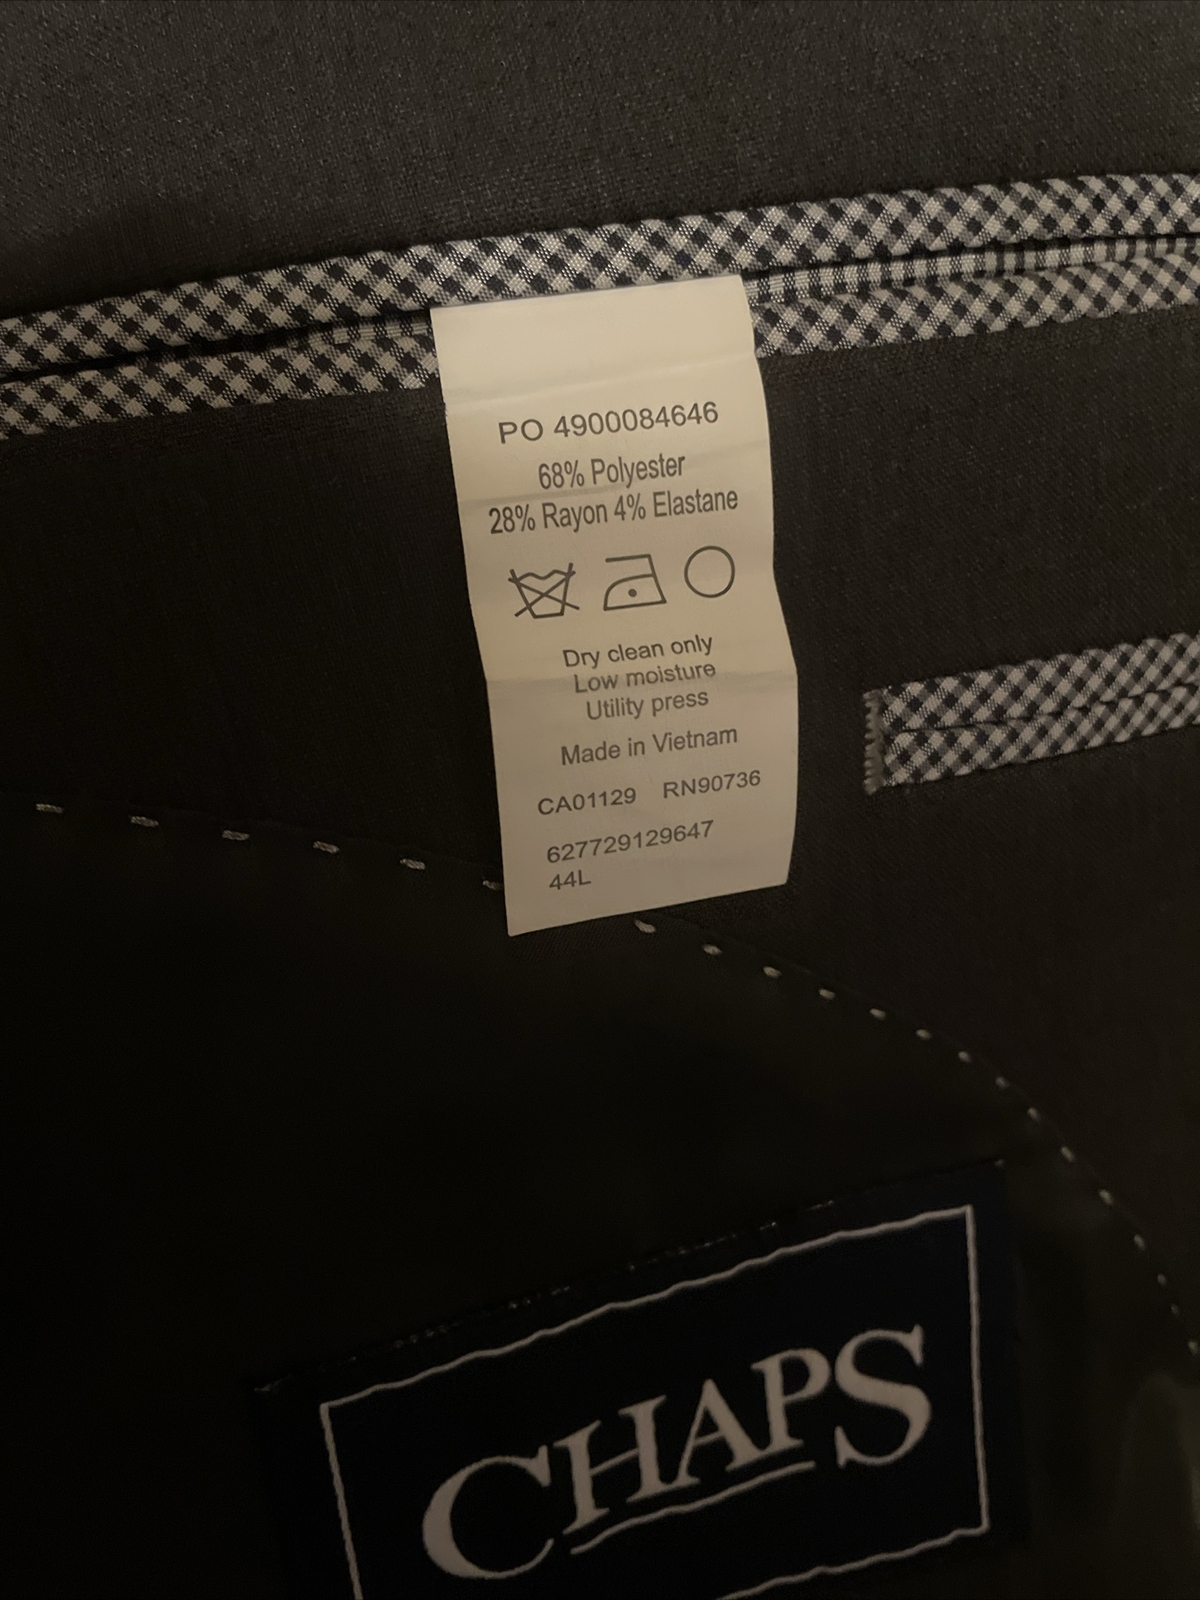 PO 4900084646
68% Polyester
28% Rayon 4% Elastane
Dry clean only
Low moisture
Utility press
Made in Vietnam
CA01129 RN90736
627729129647
44L
CHAPS